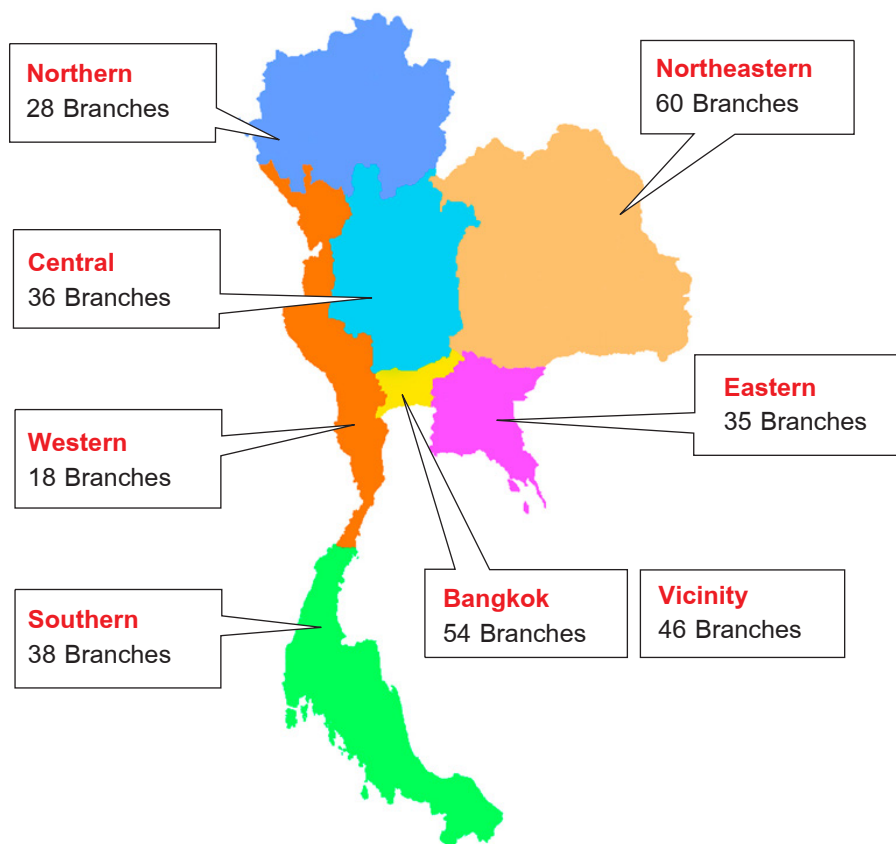 Northern
28 Branches
Northeastern
60 Branches
Central
36 Branches
Eastern
35 Branches
Western
18 Branches
Southern
38 Branches
Bangkok
54 Branches
Vicinity
46 Branches